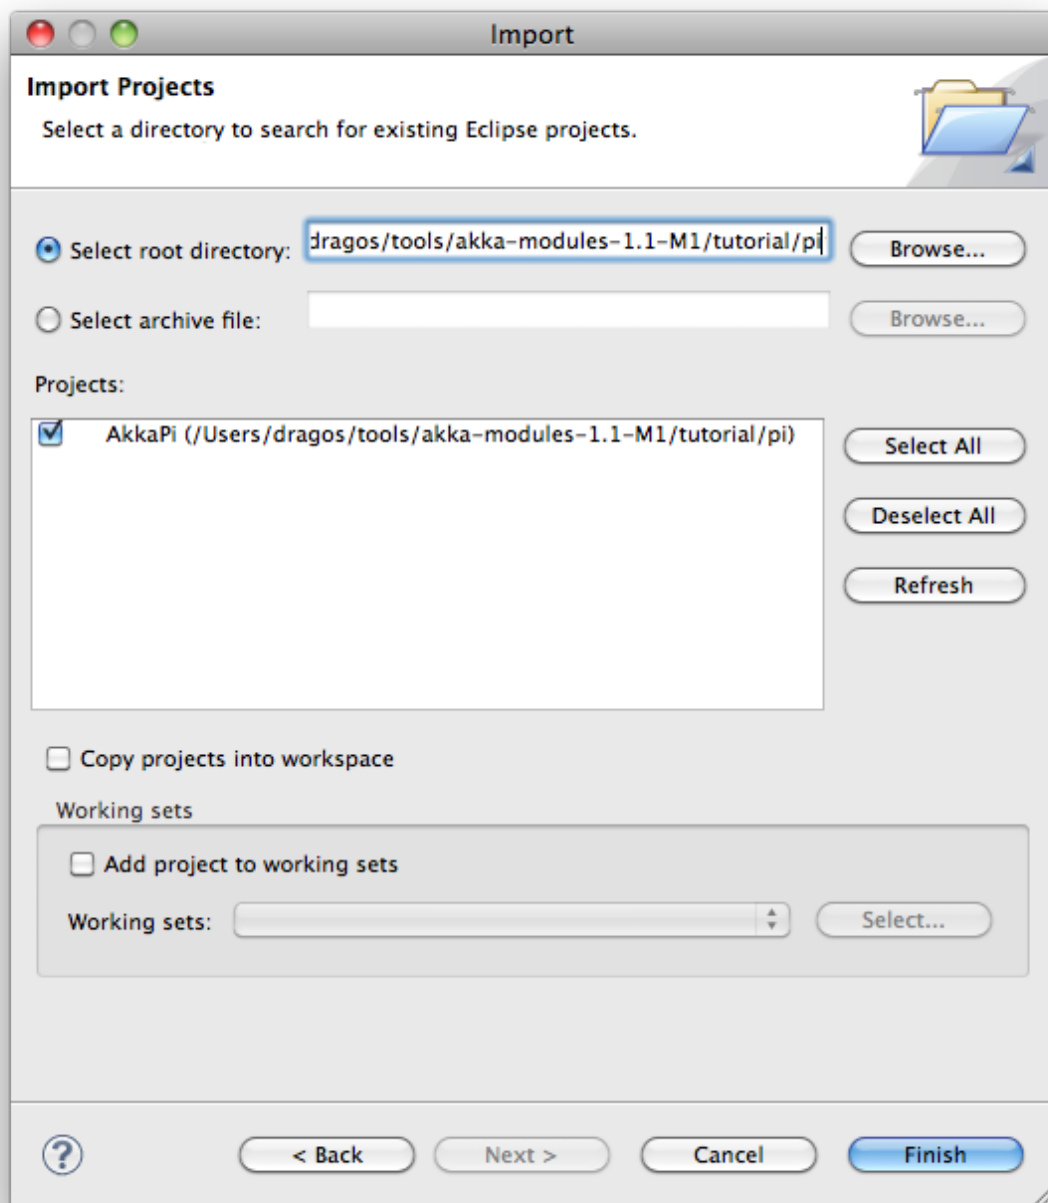 Import
Import Projects
Select a directory to search for existing Eclipse projects.
Select root directory: dragos/tools/akka-modules-1.1-M1/tutorial/pi Browse...
Select archive file: Browse...
Projects:
AkkaPi (/Users/dragos/tools/akka-modules-1.1-M1/tutorial/pi)
Select All
Deselect All
Refresh
Copy projects into workspace
Working sets
Add project to working sets
Working sets: Select...
? < Back Next > Cancel Finish